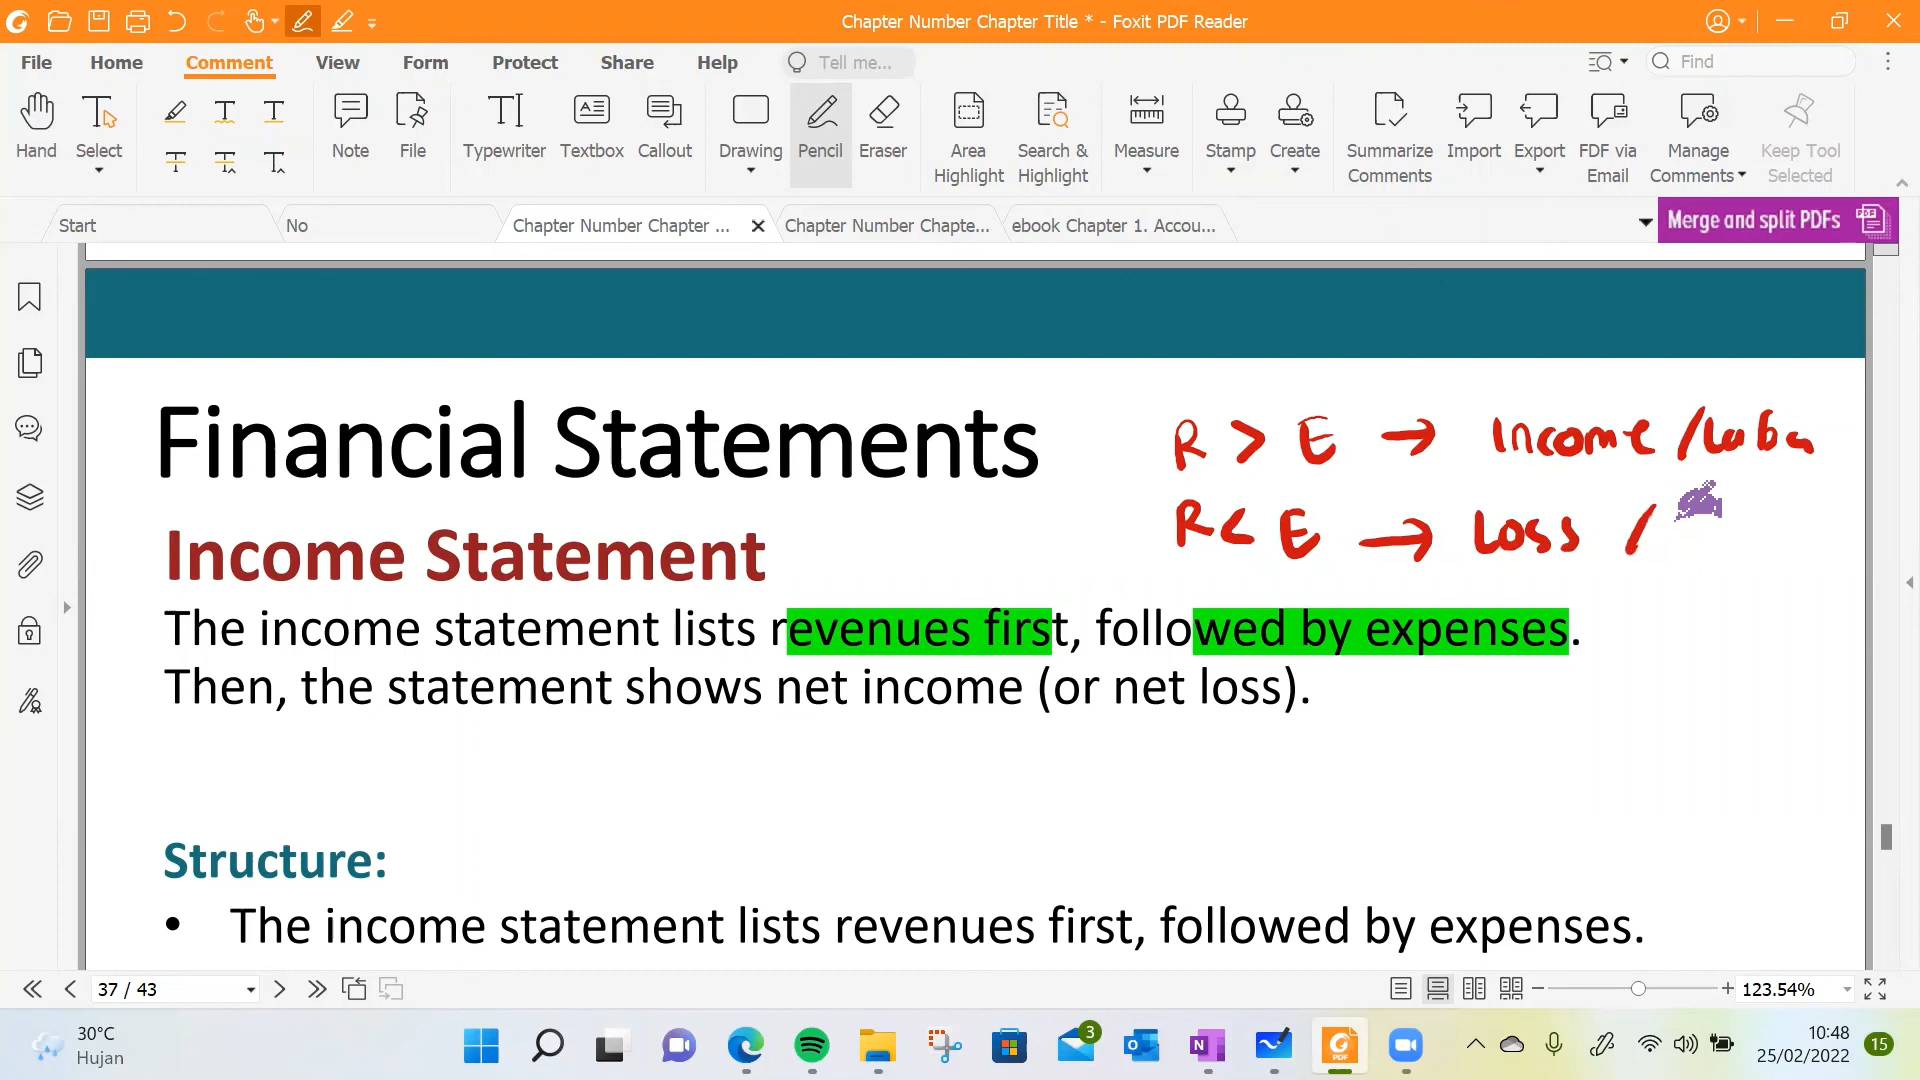 Chapter Number Chapter Title * - Foxit PDF Reader
File Home Comment View Form Protect Share Help Tell me... Find
Hand Select Note File Typewriter Textbox Callout Drawing Pencil Eraser Area Highlight Search & Highlight Measure Stamp Create Summarize Comments Import Export FDF via Email Manage Comments Keep Tool Selected
Start No Chapter Number Chapter ... Chapter Number Chapte... ebook Chapter 1. Accou... Merge and split PDFs
Financial Statements
R > E → Income / Laba
R < E → Loss /
Income Statement
The income statement lists revenues first, followed by expenses.
Then, the statement shows net income (or net loss).
Structure:
• The income statement lists revenues first, followed by expenses.
37 / 43 123.54%
30°C
Hujan
3
10:48
25/02/2022
15